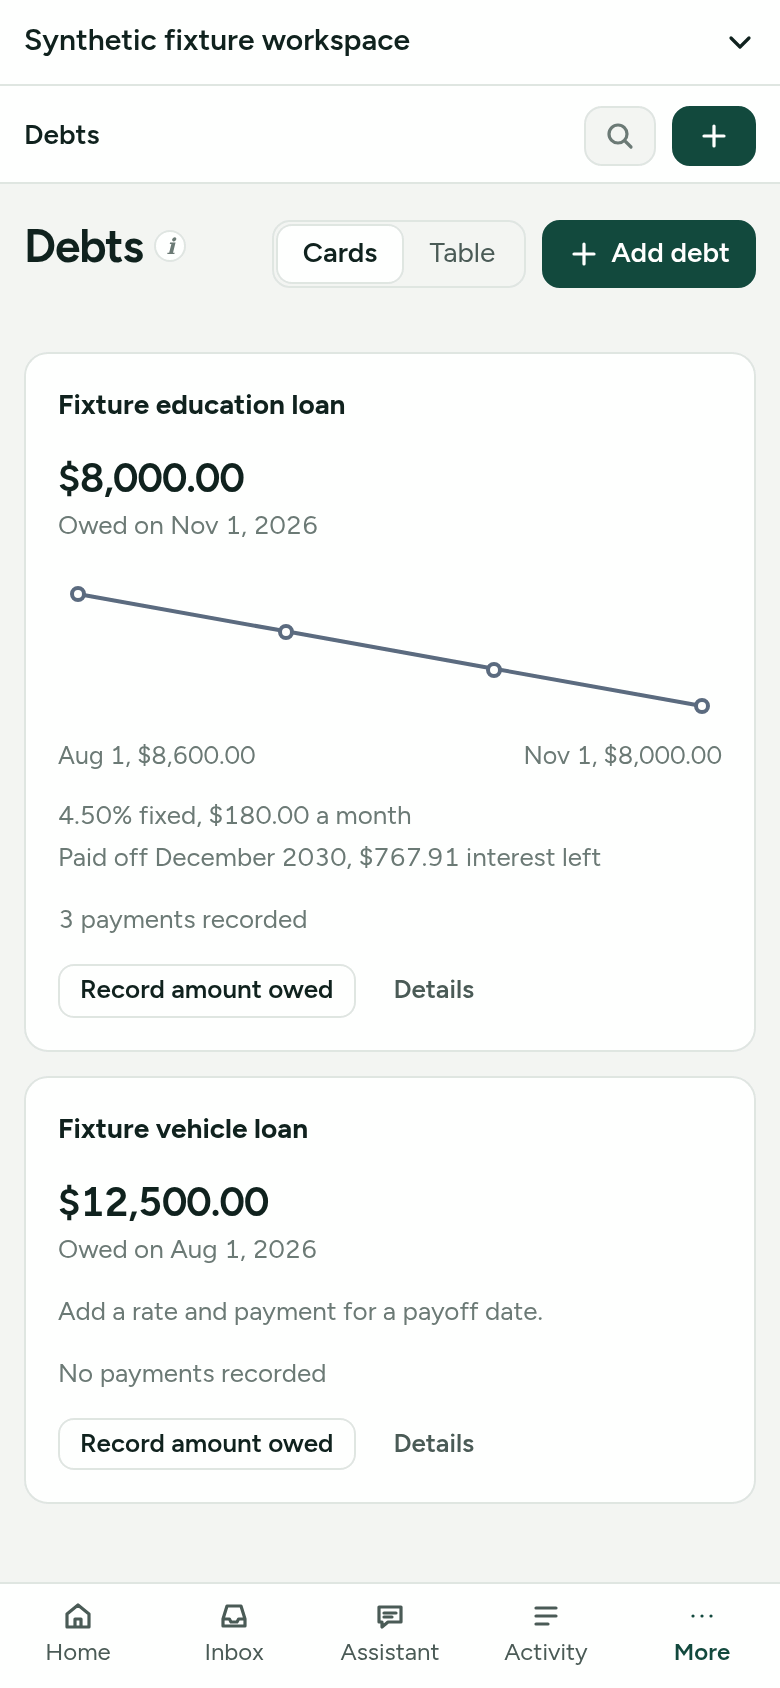 Synthetic fixture workspace
Debts
Debts i
Cards
Table
+ Add debt
Fixture education loan
$8,000.00
Owed on Nov 1, 2026
Aug 1, $8,600.00
Nov 1, $8,000.00
4.50% fixed, $180.00 a month
Paid off December 2030, $767.91 interest left
3 payments recorded
Record amount owed
Details
Fixture vehicle loan
$12,500.00
Owed on Aug 1, 2026
Add a rate and payment for a payoff date.
No payments recorded
Record amount owed
Details
Home
Inbox
Assistant
Activity
More